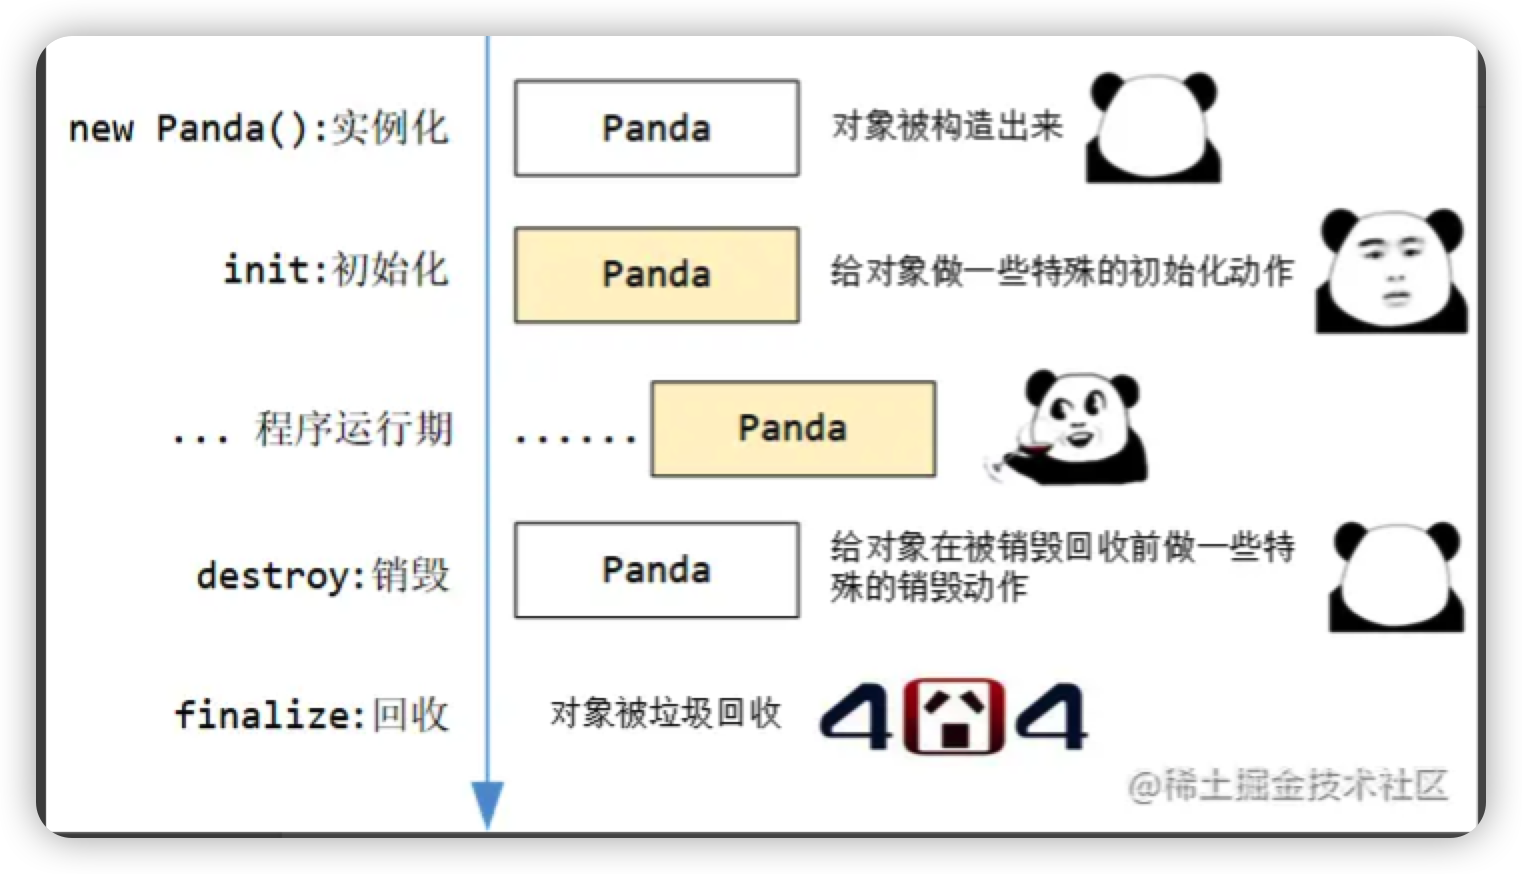 new Panda():实例化
Panda
对象被构造出来
init:初始化
Panda
给对象做一些特殊的初始化动作
... 程序运行期
......
Panda
destroy:销毁
Panda
给对象在被销毁回收前做一些特
殊的销毁动作
finalize:回收
对象被垃圾回收
4 4
@稀土掘金技术社区